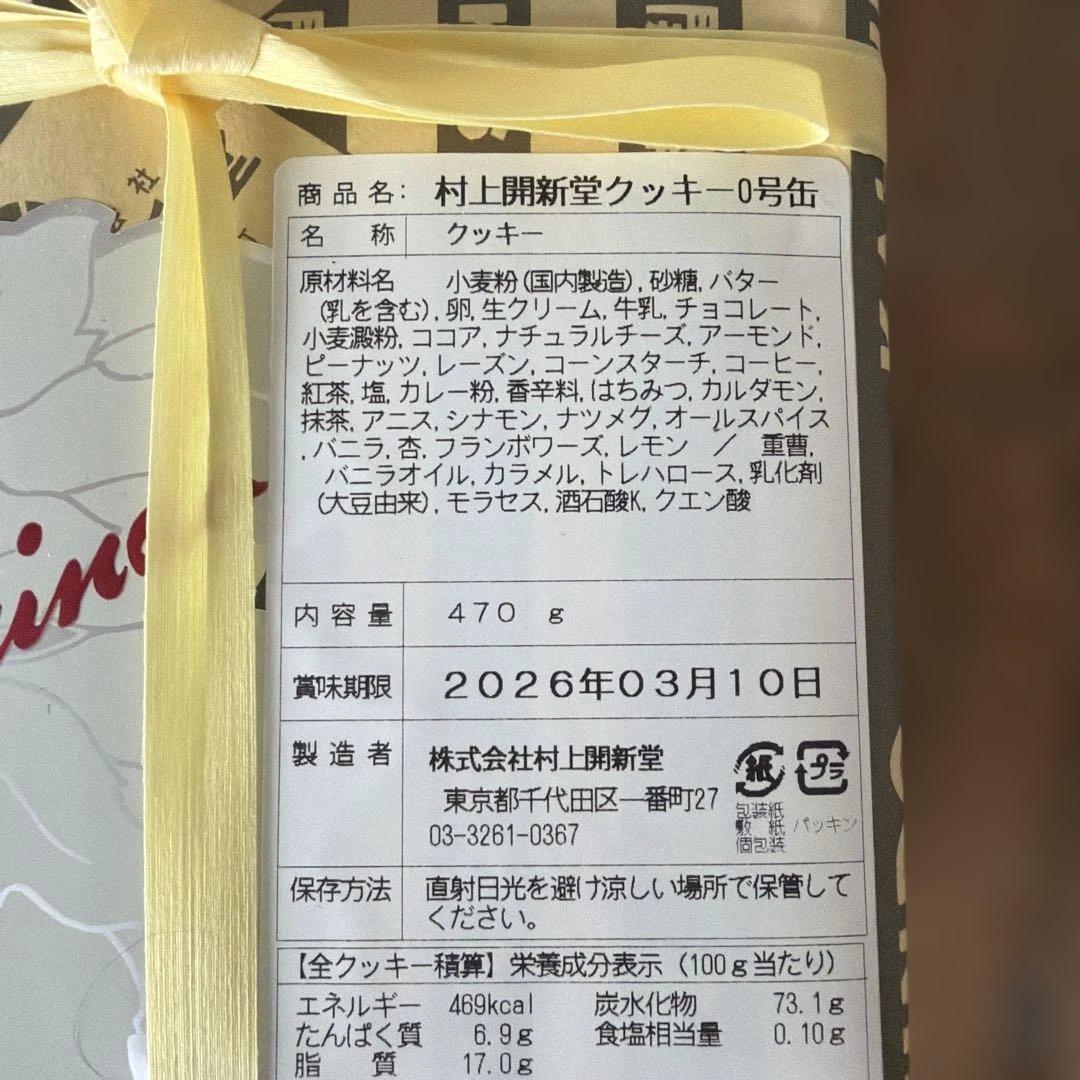 社
商品名: 村上開新堂クッキー0号缶
名 称 クッキー
原材料名 小麦粉(国内製造),砂糖,バター
(乳を含む),卵,生クリーム,牛乳,チョコレート,
小麦澱粉,ココア,ナチュラルチーズ,アーモンド,
ピーナッツ,レーズン,コーンスターチ,コーヒー,
紅茶,塩,カレー粉,香辛料,はちみつ,カルダモン,
抹茶,アニス,シナモン,ナツメグ,オールスパイス
,バニラ,杏,フランボワーズ,レモン / 重曹,
バニラオイル,カラメル,トレハロース,乳化剤
(大豆由来),モラセス,酒石酸K,クエン酸
内容量 470 g
賞味期限 2026年03月10日
製造者 株式会社村上開新堂
東京都千代田区一番町27
03-3261-0367
紙 プラ
包装紙
敷 紙 パッキン
個包装
保存方法 直射日光を避け涼しい場所で保管して
ください。
【全クッキー積算】栄養成分表示(100g当たり)
エネルギー 469kcal 炭水化物 73.1g
たんぱく質 6.9g 食塩相当量 0.10g
脂 質 17.0g